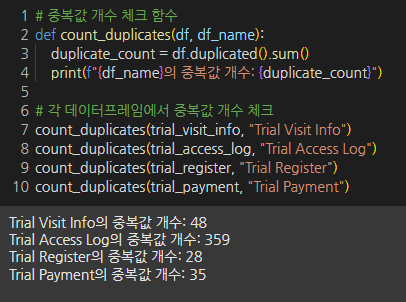 1 # 중복값 개수 체크 함수
2 def count_duplicates(df, df_name):
3     duplicate_count = df.duplicated().sum()
4     print(f"{df_name}의 중복값 개수: {duplicate_count}")
5
6 # 각 데이터프레임에서 중복값 개수 체크
7 count_duplicates(trial_visit_info, "Trial Visit Info")
8 count_duplicates(trial_access_log, "Trial Access Log")
9 count_duplicates(trial_register, "Trial Register")
10 count_duplicates(trial_payment, "Trial Payment")
Trial Visit Info의 중복값 개수: 48
Trial Access Log의 중복값 개수: 359
Trial Register의 중복값 개수: 28
Trial Payment의 중복값 개수: 35